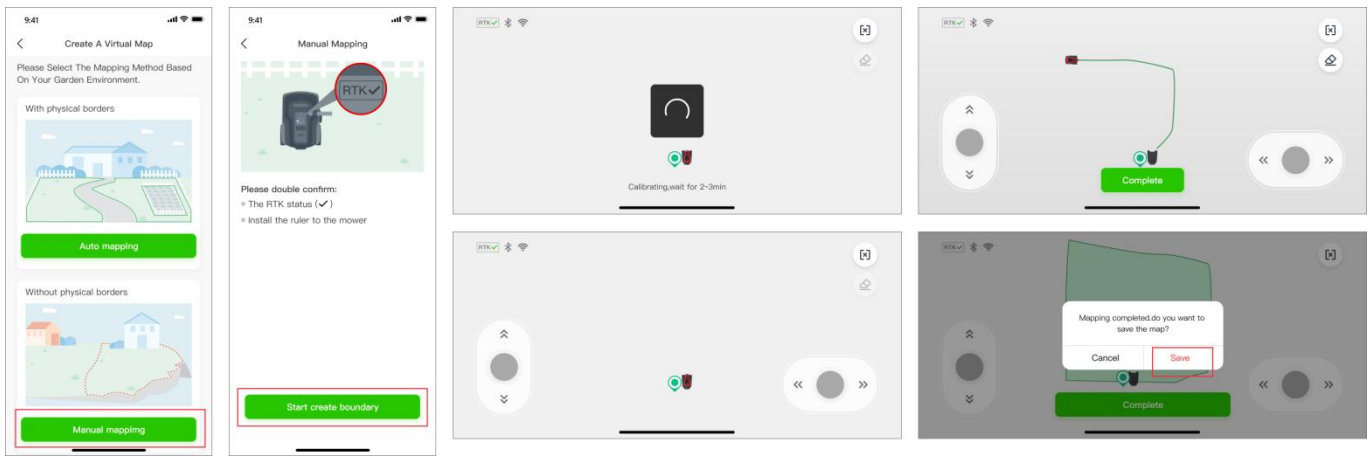 9:41
Create A Virtual Map
Please Select The Mapping Method Based
On Your Garden Environment.
With physical borders
Auto mapping
Without physical borders
Manual mappimg
9:41
Manual Mapping
RTK✓
Please double confirm:
The RTK status (✓)
Install the ruler to the mower
Start create boundary
RTK✓
Calibrating,wait for 2-3min
RTK✓
RTK✓
Complete
RTK✓
Mapping completed.do you want to
save the map?
Cancel
Save
Complete